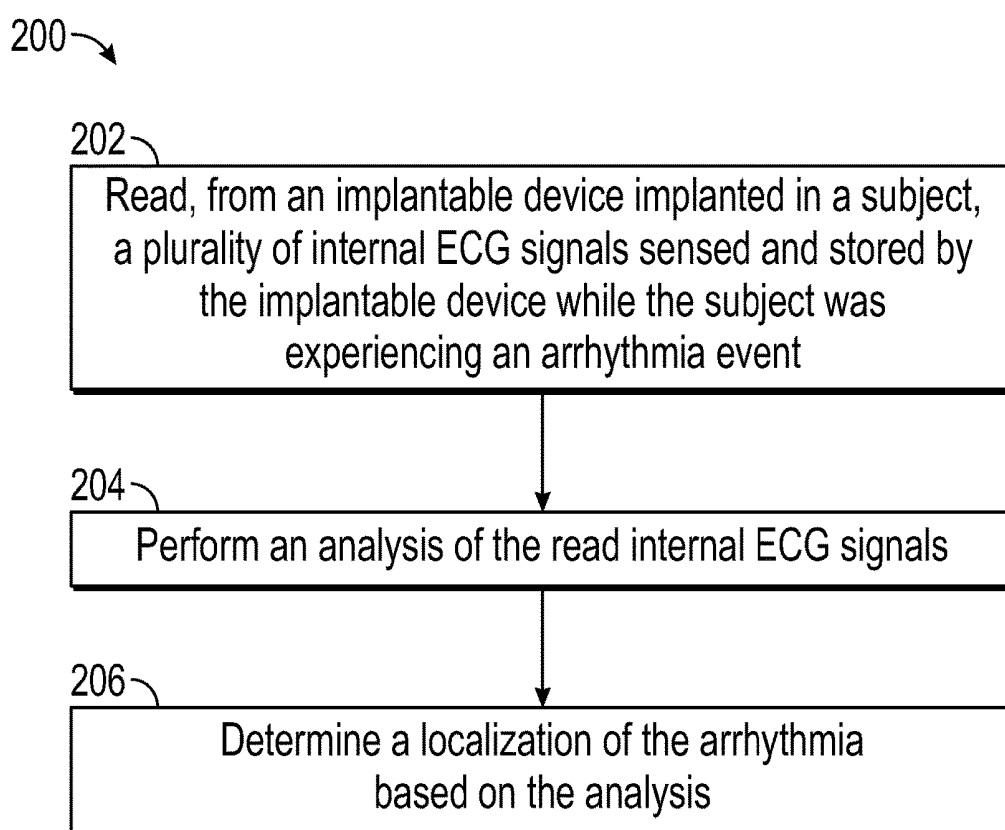 200
202
Read, from an implantable device implanted in a subject,
a plurality of internal ECG signals sensed and stored by
the implantable device while the subject was
experiencing an arrhythmia event
204
Perform an analysis of the read internal ECG signals
206
Determine a localization of the arrhythmia
based on the analysis